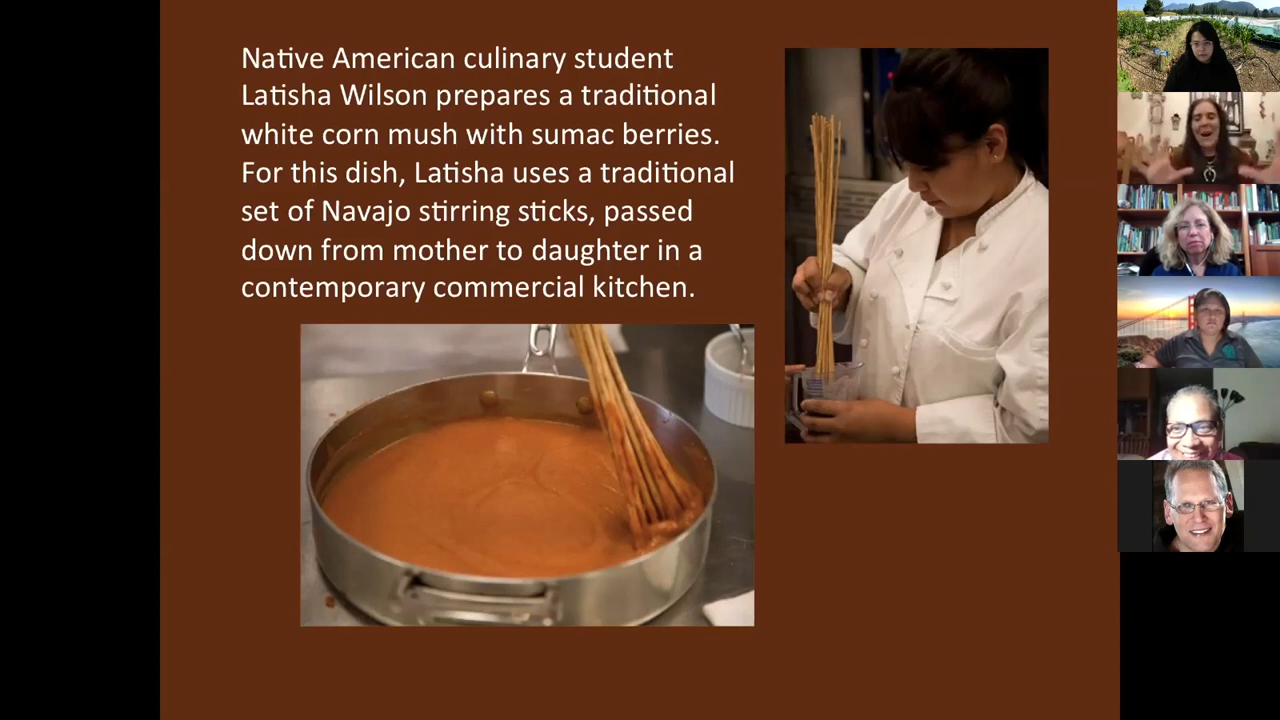 Native American culinary student
Latisha Wilson prepares a traditional
white corn mush with sumac berries.
For this dish, Latisha uses a traditional
set of Navajo stirring sticks, passed
down from mother to daughter in a
contemporary commercial kitchen.